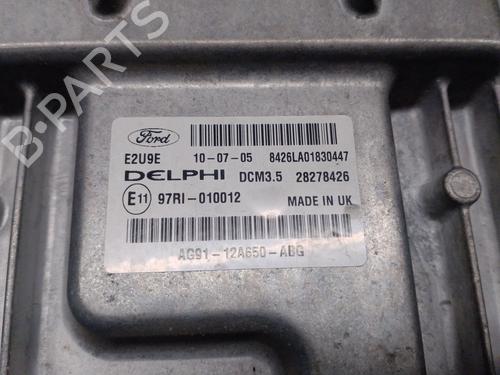 B-PARTS
Ford
E2U9E 10-07-05 8426LA01830447
DELPHI DCM3.5 28278426
E11 97RI-010012 MADE IN UK
AG91-12A650-ABG